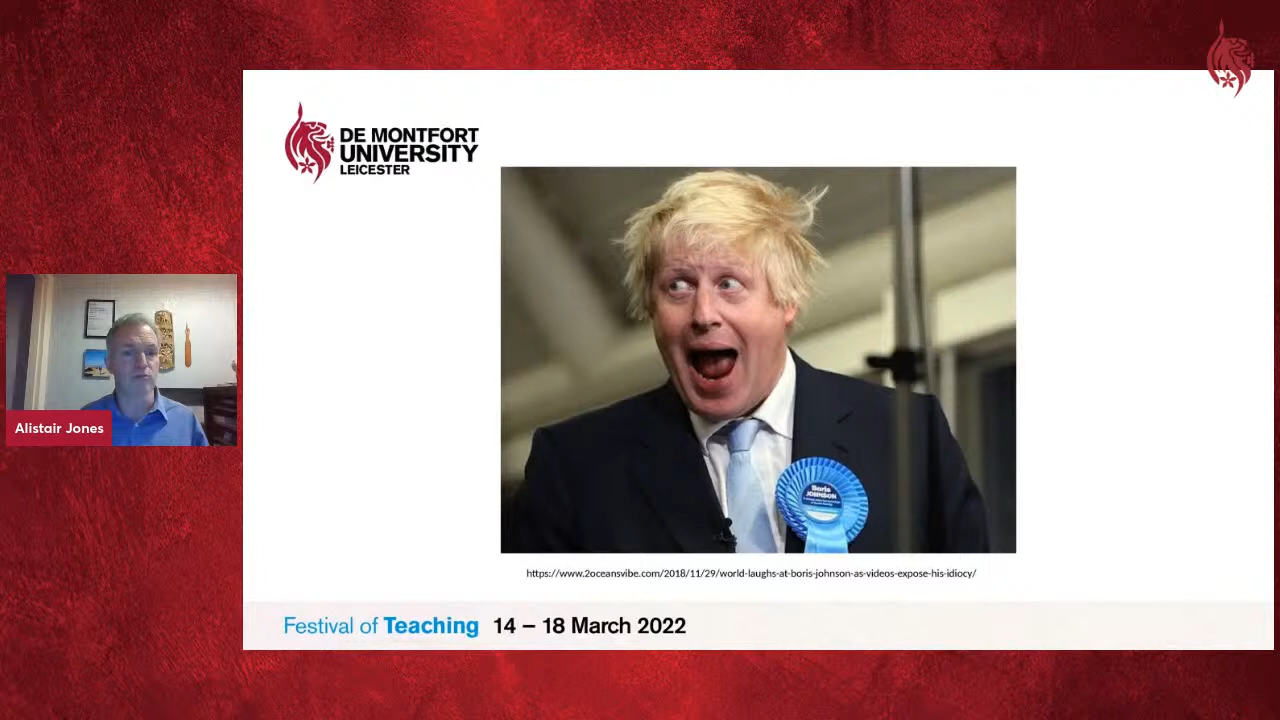 DE MONTFORT
UNIVERSITY
LEICESTER
Alistair Jones
Boris
JOHNSON
https://www.2oceansvibe.com/2018/11/29/world-laughs-at-boris-johnson-as-videos-expose-his-idiocy/
Festival of Teaching 14 – 18 March 2022